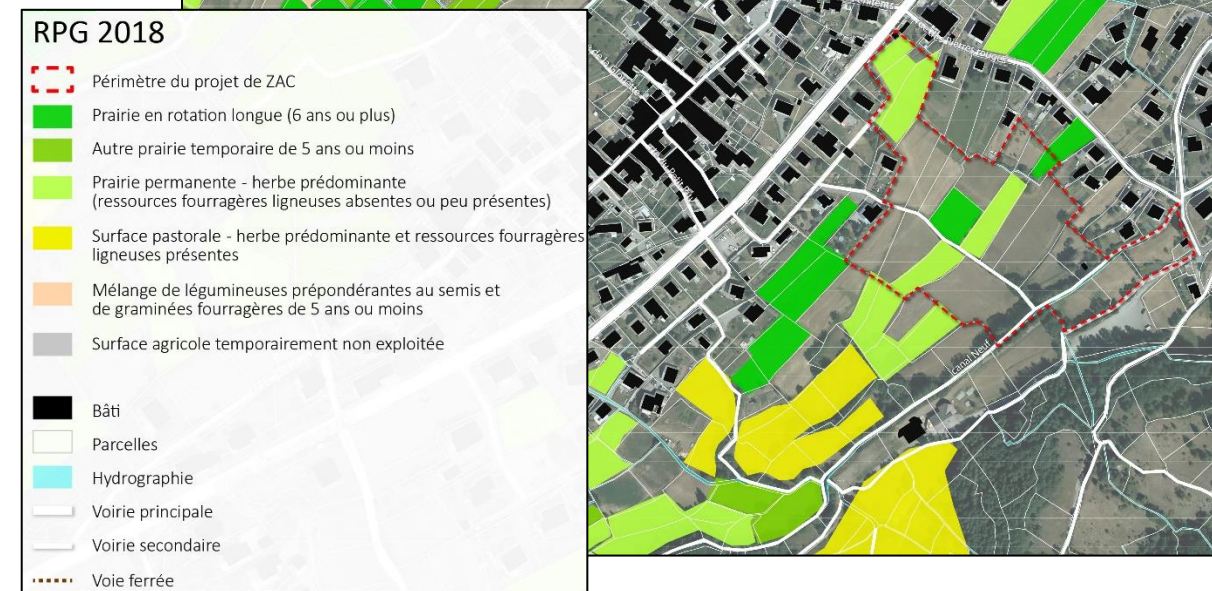 RPG 2018
Périmètre du projet de ZAC
Prairie en rotation longue (6 ans ou plus)
Autre prairie temporaire de 5 ans ou moins
Prairie permanente - herbe prédominante
(ressources fourragères ligneuses absentes ou peu présentes)
Surface pastorale - herbe prédominante et ressources fourragères
ligneuses présentes
Mélange de légumineuses prépondérantes au semis et
de graminées fourragères de 5 ans ou moins
Surface agricole temporairement non exploitée
Bâti
Parcelles
Hydrographie
Voirie principale
Voirie secondaire
Voie ferrée
canal Neuf